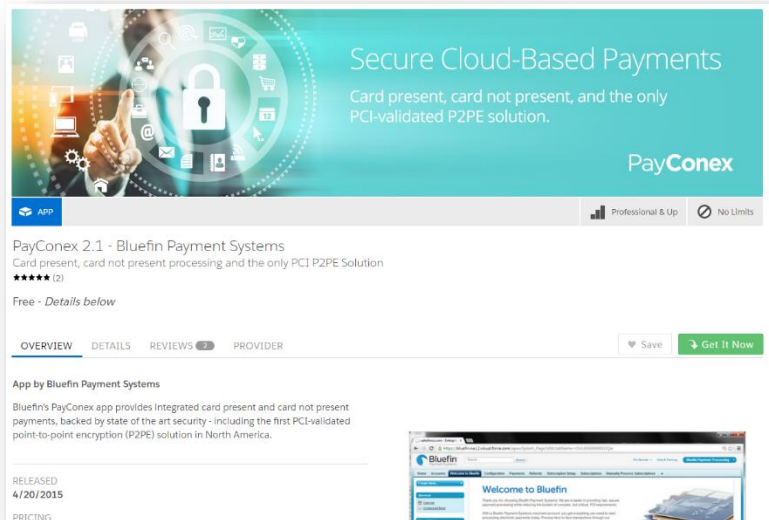 Secure Cloud-Based Payments
Card present, card not present, and the only
PCI-validated P2PE solution.
PayConex
APP
Professional & Up
No Limits
PayConex 2.1 - Bluefin Payment Systems
Card present, card not present processing and the only PCI P2PE Solution
★★★★★ (2)
Free - Details below
OVERVIEW DETAILS REVIEWS 2 PROVIDER
Save
Get It Now
App by Bluefin Payment Systems
Bluefin's PayConex app provides integrated card present and card not present
payments, backed by state of the art security - including the first PCI-validated
point-to-point encryption (P2PE) solution in North America.
RELEASED
4/20/2015
PRICING
Bluefin
Welcome to Bluefin